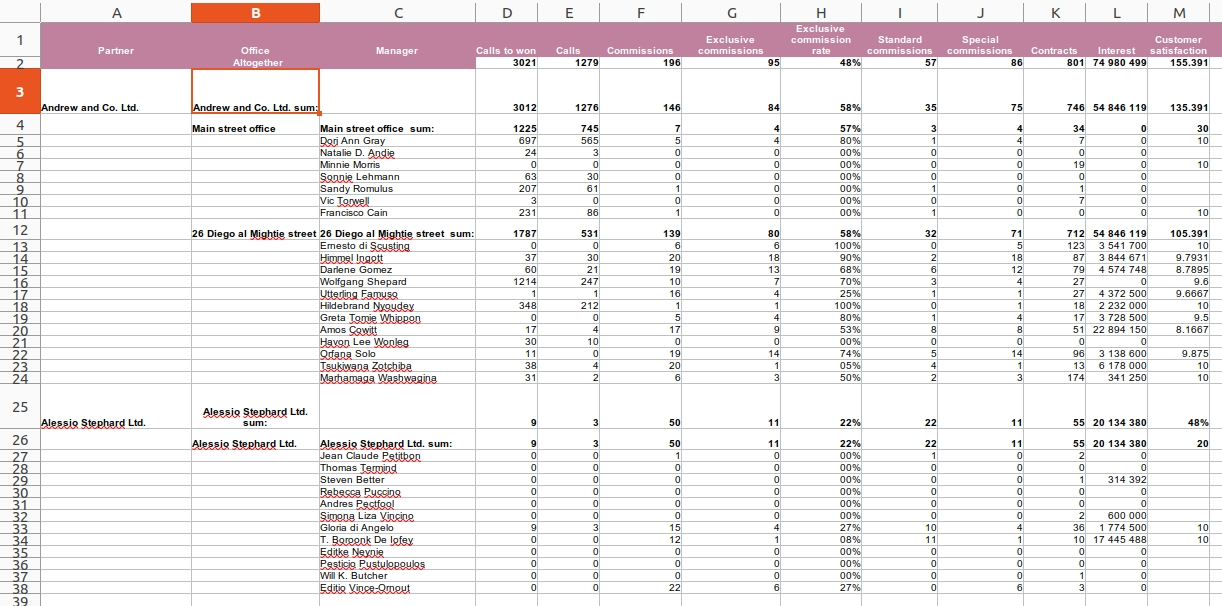 A B C D E F G H I J K L M
1 Partner Office Manager Calls to won Calls Commissions Exclusive commissions Exclusive commission rate Standard commissions Special commissions Contracts Interest Customer satisfaction
2 Altogether 3021 1279 196 95 48% 57 86 801 74 980 499 155.391
3 Andrew and Co. Ltd. Andrew and Co. Ltd. sum: 3012 1276 146 84 58% 35 75 746 54 846 119 135.391
4 Main street office Main street office sum: 1225 745 7 4 57% 3 4 34 0 30
5 Dorj Ann Gray 697 565 5 4 80% 1 4 7 0 10
6 Natalie D. Andie 24 3 0 0 00% 0 0 0 0
7 Minnie Morris 0 0 0 0 00% 0 0 19 0 10
8 Sonnie Lehmann 63 30 0 0 00% 0 0 0 0
9 Sandy Romulus 207 61 1 0 00% 1 0 1 0
10 Vic Torwell 3 0 0 0 00% 0 0 7 0
11 Francisco Cain 231 86 1 0 00% 1 0 0 0 10
12 26 Diego al Mightie street 26 Diego al Mightie street sum: 1787 531 139 80 58% 32 71 712 54 846 119 105.391
13 Ernesto di Scusting 0 0 6 6 100% 0 5 123 3 541 700 10
14 Himmel Ingott 37 30 20 18 90% 2 18 87 3 844 671 9.7931
15 Darlene Gomez 60 21 19 13 68% 6 12 79 4 574 748 8.7895
16 Wolfgang Shepard 1214 247 10 7 70% 3 4 27 0 9.6
17 Utterling Famuso 1 1 16 4 25% 1 1 27 4 372 500 9.6667
18 Hildebrand Nyoudey 348 212 1 1 100% 0 1 18 2 232 000 10
19 Greta Tomie Whippon 0 0 5 4 80% 1 4 17 3 728 500 9.5
20 Amos Cowitt 17 4 17 9 53% 8 8 51 22 894 150 8.1667
21 Havon Lee Wonleg 30 10 0 0 00% 0 0 0 0
22 Orfana Solo 11 0 19 14 74% 5 14 96 3 138 600 9.875
23 Tsukiwana Zotchiba 38 4 20 1 05% 4 1 13 6 178 000 10
24 Marhamaga Washwagina 31 2 6 3 50% 2 3 174 341 250 10
25 Alessio Stephard Ltd. Alessio Stephard Ltd. sum: 9 3 50 11 22% 22 11 55 20 134 380 48%
26 Alessio Stephard Ltd. Alessio Stephard Ltd. sum: 9 3 50 11 22% 22 11 55 20 134 380 20
27 Jean Claude Petitbon 0 0 1 0 00% 1 0 2 0
28 Thomas Termind 0 0 0 0 00% 0 0 0 0
29 Steven Better 0 0 0 0 00% 0 0 1 314 392
30 Rebecca Puccino 0 0 0 0 00% 0 0 0 0
31 Andres Pectfool 0 0 0 0 00% 0 0 0 0
32 Simona Liza Vincino 0 0 0 0 00% 0 0 2 600 000
33 Gloria di Angelo 9 3 15 4 27% 10 4 36 1 774 500 10
34 T. Boroonk De Iofey 0 0 12 1 08% 11 1 10 17 445 488 10
35 Editke Neynie 0 0 0 0 00% 0 0 0 0
36 Pesticio Pustulopoulos 0 0 0 0 00% 0 0 0 0
37 Will K. Butcher 0 0 0 0 00% 0 0 1 0
38 Editio Vince-Ornout 0 0 22 6 27% 0 6 3 0
39